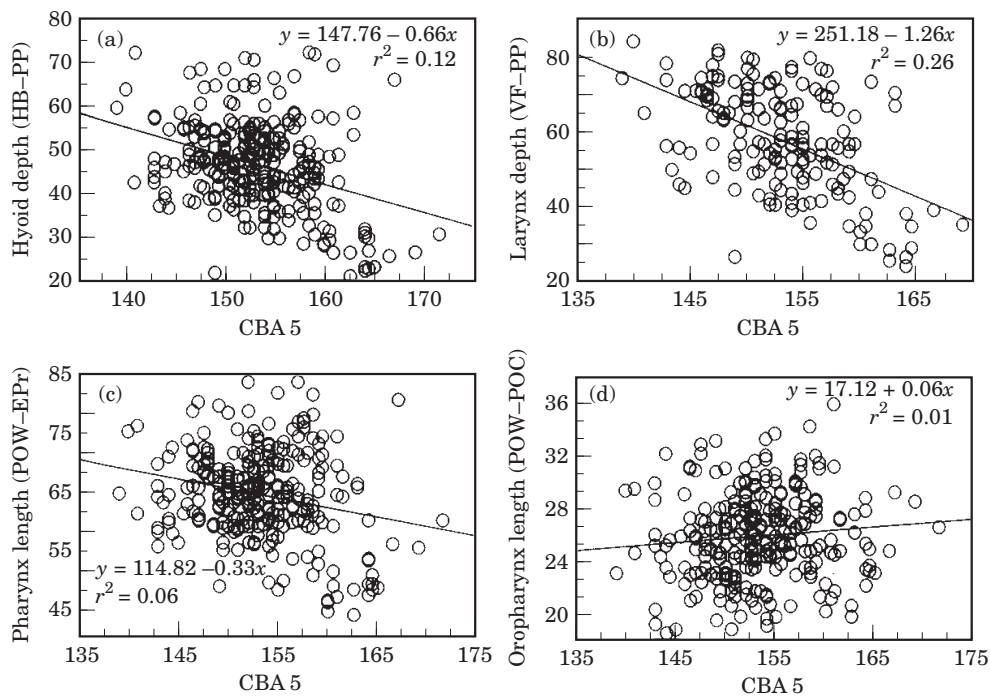 (a)
y = 147.76 – 0.66x
r² = 0.12
Hyoid depth (HB–PP)
80
70
60
50
40
30
20
140
150
160
170
CBA 5
(b)
y = 251.18 – 1.26x
r² = 0.26
Larynx depth (VF–PP)
80
60
40
20
135
145
155
165
CBA 5
(c)
y = 114.82 –0.33x
r² = 0.06
Pharynx length (POW–EPr)
85
75
65
55
45
135
145
155
165
175
CBA 5
(d)
y = 17.12 + 0.06x
r² = 0.01
Oropharynx length (POW–POC)
36
32
28
24
20
135
145
155
165
175
CBA 5